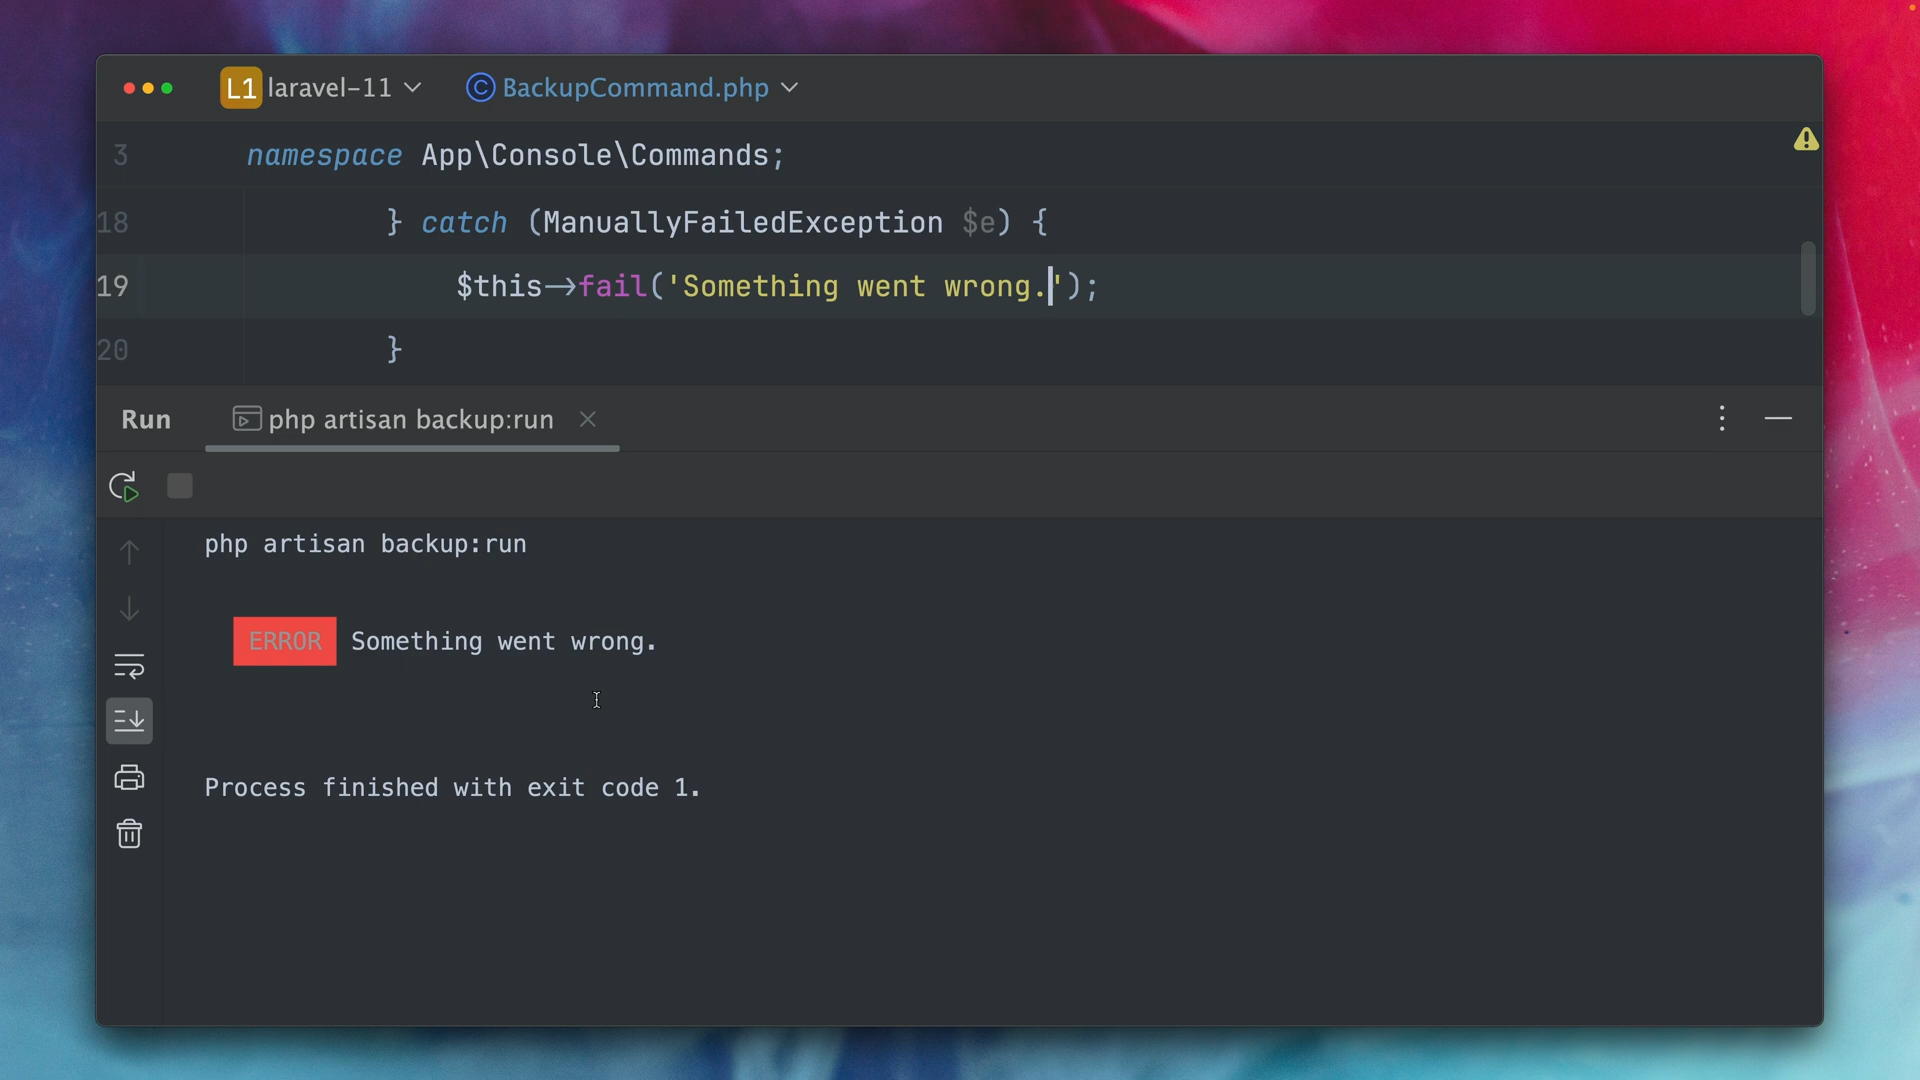 L1 laravel-11 BackupCommand.php
3 namespace App\Console\Commands;
18 } catch (ManuallyFailedException $e) {
19 $this->fail('Something went wrong.');
20 }
Run php artisan backup:run
php artisan backup:run
ERROR Something went wrong.
Process finished with exit code 1.